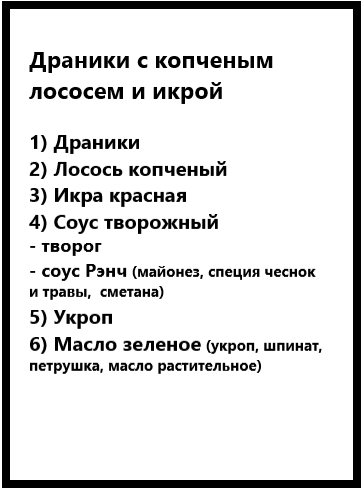 Драники с копченым
лососем и икрой
1) Драники
2) Лосось копченый
3) Икра красная
4) Соус творожный
- творог
- соус Рэнч (майонез, специя чеснок
и травы, сметана)
5) Укроп
6) Масло зеленое (укроп, шпинат,
петрушка, масло растительное)